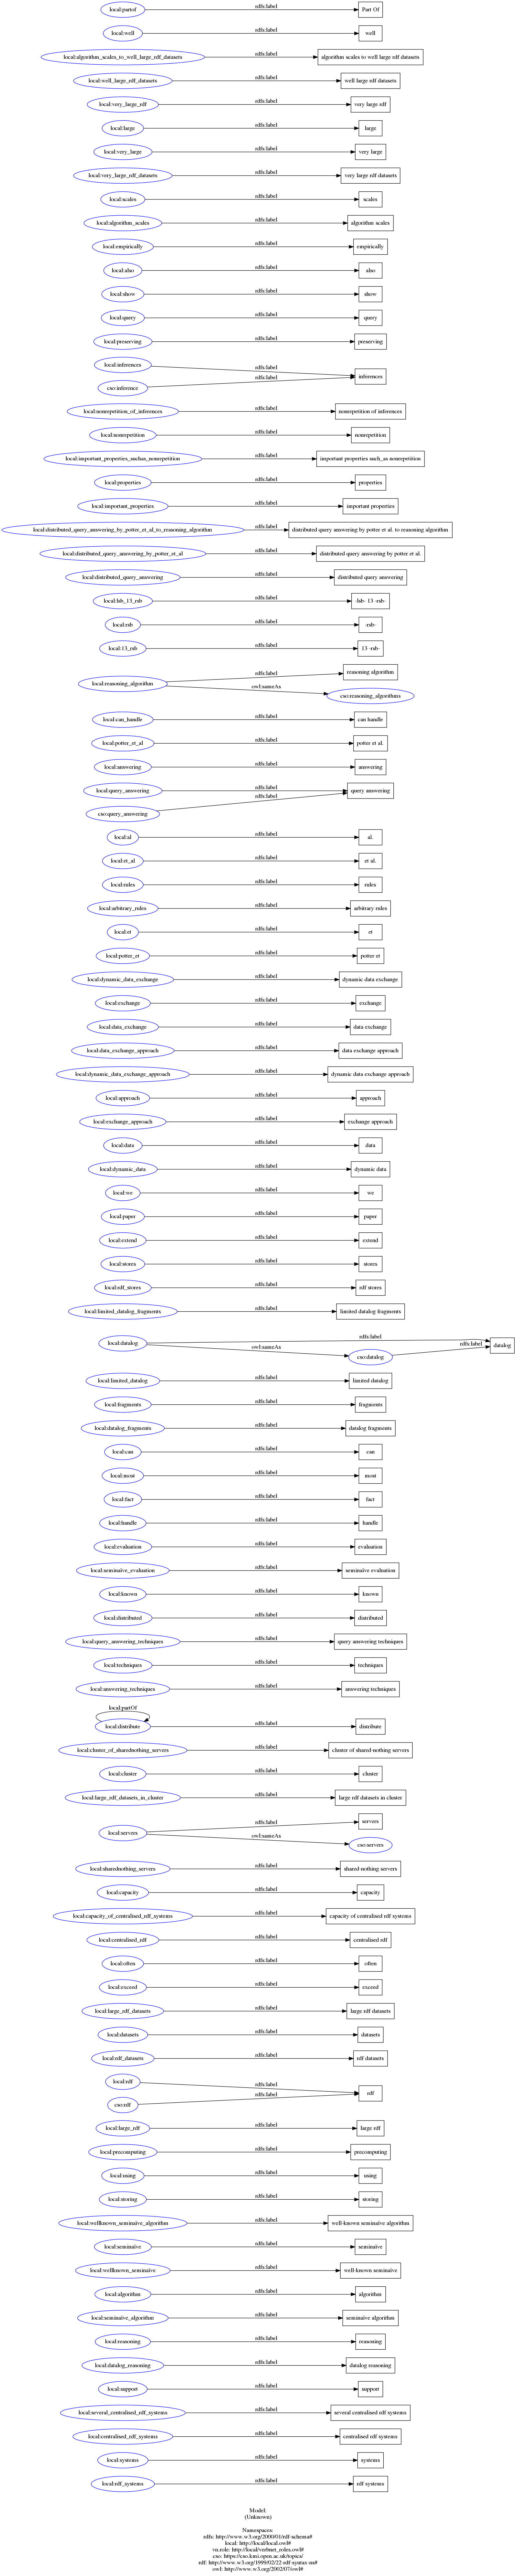 local:partof rdfs:label Part Of
local:well rdfs:label well
local:algorithm_scales_to_well_large_rdf_datasets rdfs:label algorithm scales to well large rdf datasets
local:well_large_rdf_datasets rdfs:label well large rdf datasets
local:very_large_rdf rdfs:label very large rdf
local:large rdfs:label large
local:very_large rdfs:label very large
local:very_large_rdf_datasets rdfs:label very large rdf datasets
local:scales rdfs:label scales
local:algorithm_scales rdfs:label algorithm scales
local:empirically rdfs:label empirically
local:also rdfs:label also
local:show rdfs:label show
local:query rdfs:label query
local:preserving rdfs:label preserving
local:inferences rdfs:label
cso:inference rdfs:label inferences
local:nonrepetition_of_inferences rdfs:label nonrepetition of inferences
local:nonrepetition rdfs:label nonrepetition
local:important_properties_suchas_nonrepetition rdfs:label important properties such_as nonrepetition
local:properties rdfs:label properties
local:important_properties rdfs:label important properties
local:distributed_query_answering_by_potter_et_al_to_reasoning_algorithm rdfs:label distributed query answering by potter et al. to reasoning algorithm
local:distributed_query_answering_by_potter_et_al rdfs:label distributed query answering by potter et al.
local:distributed_query_answering rdfs:label distributed query answering
local:lsb_13_rsb rdfs:label -lsb- 13 -rsb-
local:rsb rdfs:label -rsb-
local:13_rsb rdfs:label 13 -rsb-
local:reasoning_algorithm rdfs:label reasoning algorithm
owl:sameAs cso:reasoning_algorithms
local:can_handle rdfs:label can handle
local:potter_et_al rdfs:label potter et al.
local:answering rdfs:label answering
local:query_answering rdfs:label query answering
cso:query_answering rdfs:label
local:al rdfs:label al.
local:et_al rdfs:label et al.
local:rules rdfs:label rules
local:arbitrary_rules rdfs:label arbitrary rules
local:et rdfs:label et
local:potter_et rdfs:label potter et
local:dynamic_data_exchange rdfs:label dynamic data exchange
local:exchange rdfs:label exchange
local:data_exchange rdfs:label data exchange
local:data_exchange_approach rdfs:label data exchange approach
local:dynamic_data_exchange_approach rdfs:label dynamic data exchange approach
local:approach rdfs:label approach
local:exchange_approach rdfs:label exchange approach
local:data rdfs:label data
local:dynamic_data rdfs:label dynamic data
local:we rdfs:label we
local:paper rdfs:label paper
local:extend rdfs:label extend
local:stores rdfs:label stores
local:rdf_stores rdfs:label rdf stores
local:limited_datalog_fragments rdfs:label limited datalog fragments
local:datalog rdfs:label datalog
owl:sameAs cso:datalog rdfs:label
local:limited_datalog rdfs:label limited datalog
local:fragments rdfs:label fragments
local:datalog_fragments rdfs:label datalog fragments
local:can rdfs:label can
local:most rdfs:label most
local:fact rdfs:label fact
local:handle rdfs:label handle
local:evaluation rdfs:label evaluation
local:seminaïve_evaluation rdfs:label seminaïve evaluation
local:known rdfs:label known
local:distributed rdfs:label distributed
local:query_answering_techniques rdfs:label query answering techniques
local:techniques rdfs:label techniques
local:answering_techniques rdfs:label answering techniques
local:partOf
local:distribute rdfs:label distribute
local:cluster_of_sharednothing_servers rdfs:label cluster of shared-nothing servers
local:cluster rdfs:label cluster
local:large_rdf_datasets_in_cluster rdfs:label large rdf datasets in cluster
local:servers rdfs:label servers
owl:sameAs cso:servers
local:sharednothing_servers rdfs:label shared-nothing servers
local:capacity rdfs:label capacity
local:capacity_of_centralised_rdf_systems rdfs:label capacity of centralised rdf systems
local:centralised_rdf rdfs:label centralised rdf
local:often rdfs:label often
local:exceed rdfs:label exceed
local:large_rdf_datasets rdfs:label large rdf datasets
local:datasets rdfs:label datasets
local:rdf_datasets rdfs:label rdf datasets
local:rdf rdfs:label rdf
cso:rdf rdfs:label
local:large_rdf rdfs:label large rdf
local:precomputing rdfs:label precomputing
local:using rdfs:label using
local:storing rdfs:label storing
local:wellknown_seminaïve_algorithm rdfs:label well-known seminaïve algorithm
local:seminaïve rdfs:label seminaïve
local:wellknown_seminaïve rdfs:label well-known seminaïve
local:algorithm rdfs:label algorithm
local:seminaïve_algorithm rdfs:label seminaïve algorithm
local:reasoning rdfs:label reasoning
local:datalog_reasoning rdfs:label datalog reasoning
local:support rdfs:label support
local:several_centralised_rdf_systems rdfs:label several centralised rdf systems
local:centralised_rdf_systems rdfs:label centralised rdf systems
local:systems rdfs:label systems
local:rdf_systems rdfs:label rdf systems
Model:
(Unknown)
Namespaces:
rdfs: http://www.w3.org/2000/01/rdf-schema#
local: http://local/local.owl#
vn.role: http://local/verbnet_roles.owl#
cso: https://cso.kmi.open.ac.uk/topics/
rdf: http://www.w3.org/1999/02/22-rdf-syntax-ns#
owl: http://www.w3.org/2002/07/owl#